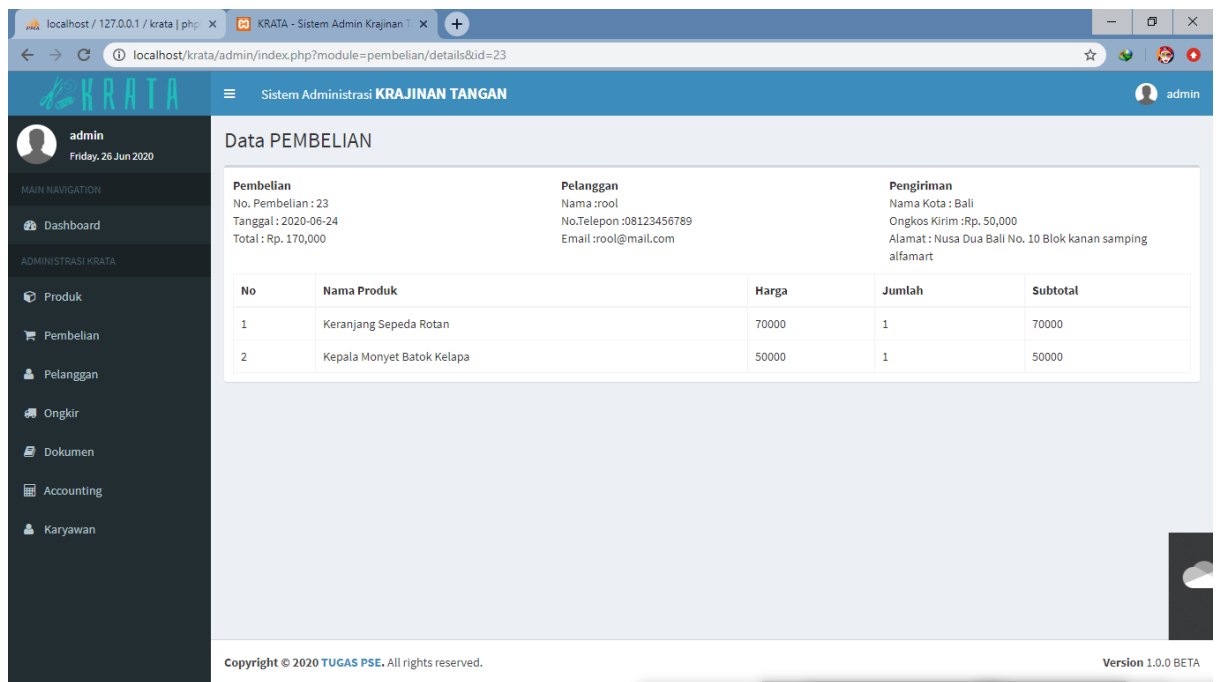 localhost / 127.0.0.1 / krata | php
KRATA - Sistem Admin Krajinan T
localhost/krata/admin/index.php?module=pembelian/details&id=23
KRATA
Sistem Administrasi KRAJINAN TANGAN
admin
admin
Friday, 26 Jun 2020
MAIN NAVIGATION
Dashboard
ADMINISTRASI KRATA
Produk
Pembelian
Pelanggan
Ongkir
Dokumen
Accounting
Karyawan
Data PEMBELIAN
Pembelian
No. Pembelian : 23
Tanggal : 2020-06-24
Total : Rp. 170,000
Pelanggan
Nama :rool
No.Telepon :08123456789
Email :rool@mail.com
Pengiriman
Nama Kota : Bali
Ongkos Kirim :Rp. 50,000
Alamat : Nusa Dua Bali No. 10 Blok kanan samping
alfamart
No Nama Produk Harga Jumlah Subtotal
1 Keranjang Sepeda Rotan 70000 1 70000
2 Kepala Monyet Batok Kelapa 50000 1 50000
Copyright © 2020 TUGAS PSE. All rights reserved.
Version 1.0.0 BETA